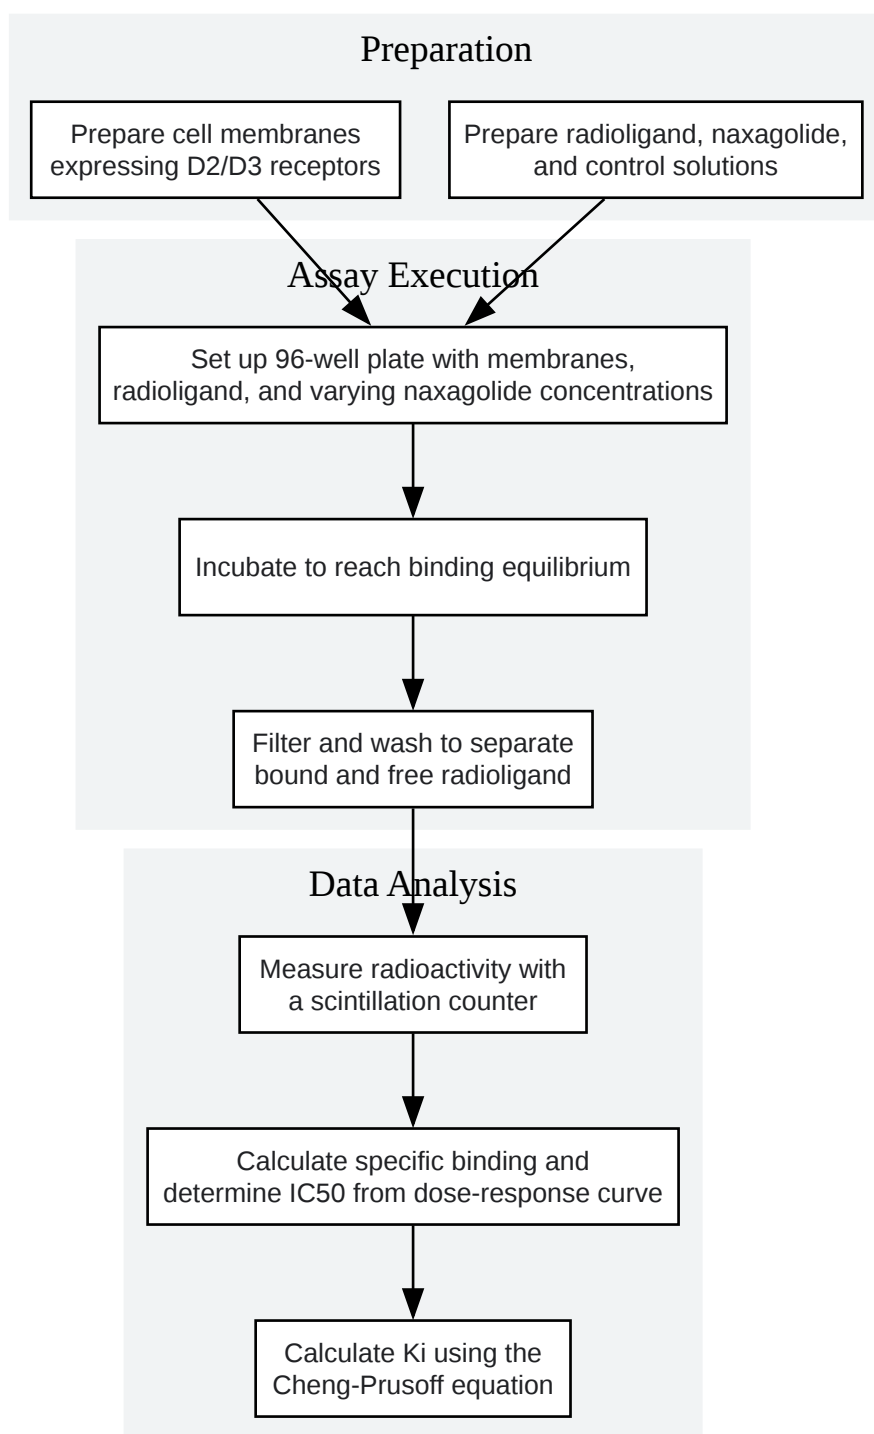 Preparation
Prepare cell membranes
expressing D2/D3 receptors
Prepare radioligand, naxagolide,
and control solutions
Assay Execution
Set up 96-well plate with membranes,
radioligand, and varying naxagolide concentrations
Incubate to reach binding equilibrium
Filter and wash to separate
bound and free radioligand
Data Analysis
Measure radioactivity with
a scintillation counter
Calculate specific binding and
determine IC50 from dose-response curve
Calculate Ki using the
Cheng-Prusoff equation